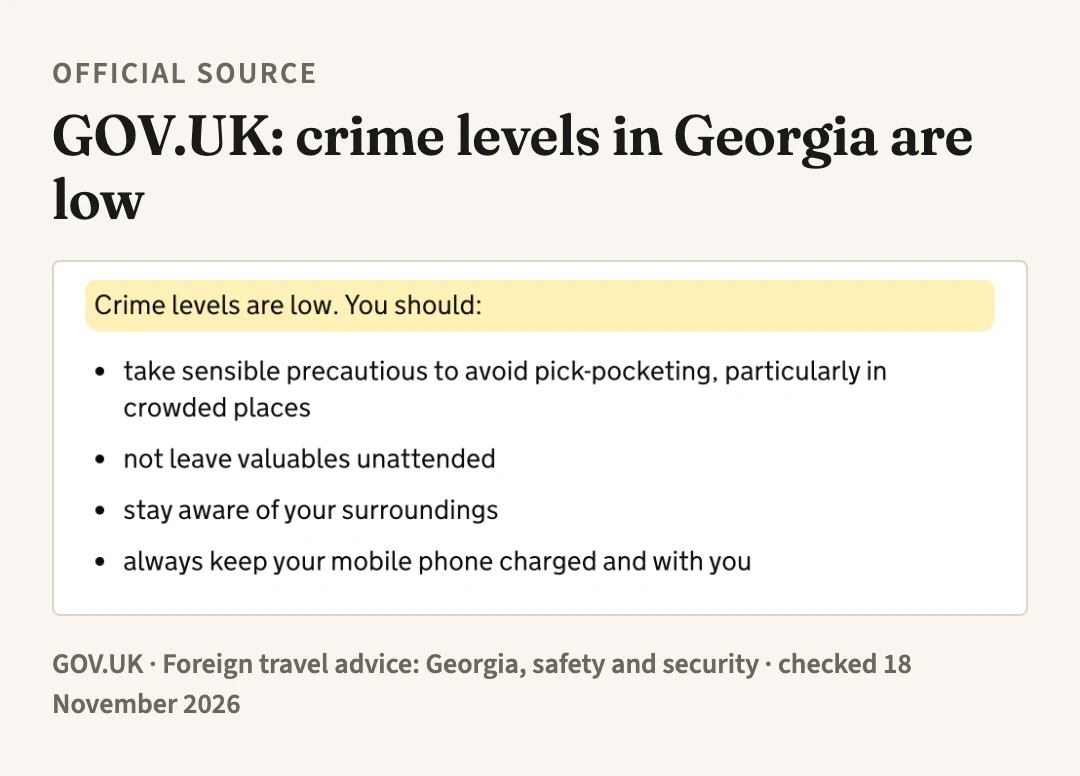 OFFICIAL SOURCE
GOV.UK: crime levels in Georgia are
low
Crime levels are low. You should:
• take sensible precautious to avoid pick-pocketing, particularly in
crowded places
• not leave valuables unattended
• stay aware of your surroundings
• always keep your mobile phone charged and with you
GOV.UK · Foreign travel advice: Georgia, safety and security · checked 18
November 2026